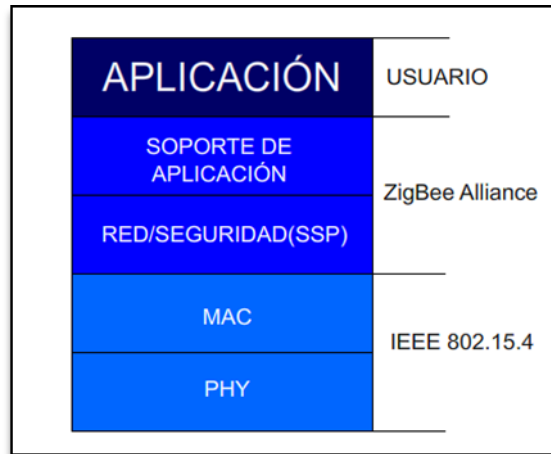 APLICACIÓN
USUARIO
SOPORTE DE
APLICACIÓN
ZigBee Alliance
RED/SEGURIDAD(SSP)
MAC
IEEE 802.15.4
PHY